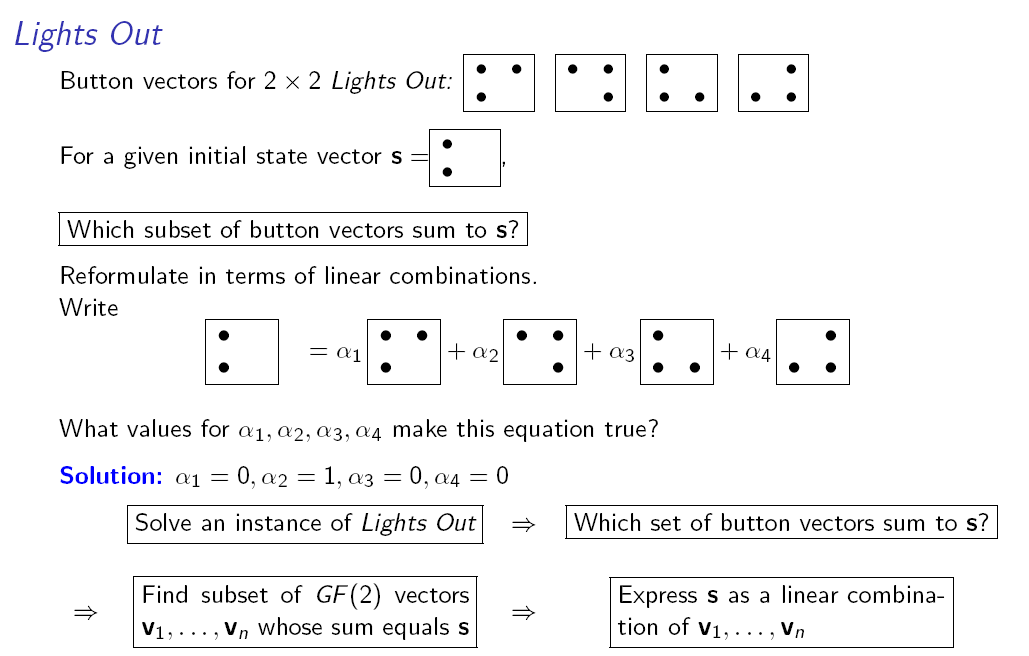 Lights Out
Button vectors for 2 × 2 Lights Out:
For a given initial state vector s = ,
Which subset of button vectors sum to s?
Reformulate in terms of linear combinations.
Write
= α1 + α2 + α3 + α4
What values for α1, α2, α3, α4 make this equation true?
Solution: α1 = 0, α2 = 1, α3 = 0, α4 = 0
Solve an instance of Lights Out ⇒ Which set of button vectors sum to s?
⇒ Find subset of GF(2) vectors
v1, . . . , vn whose sum equals s
⇒ Express s as a linear combina-
tion of v1, . . . , vn